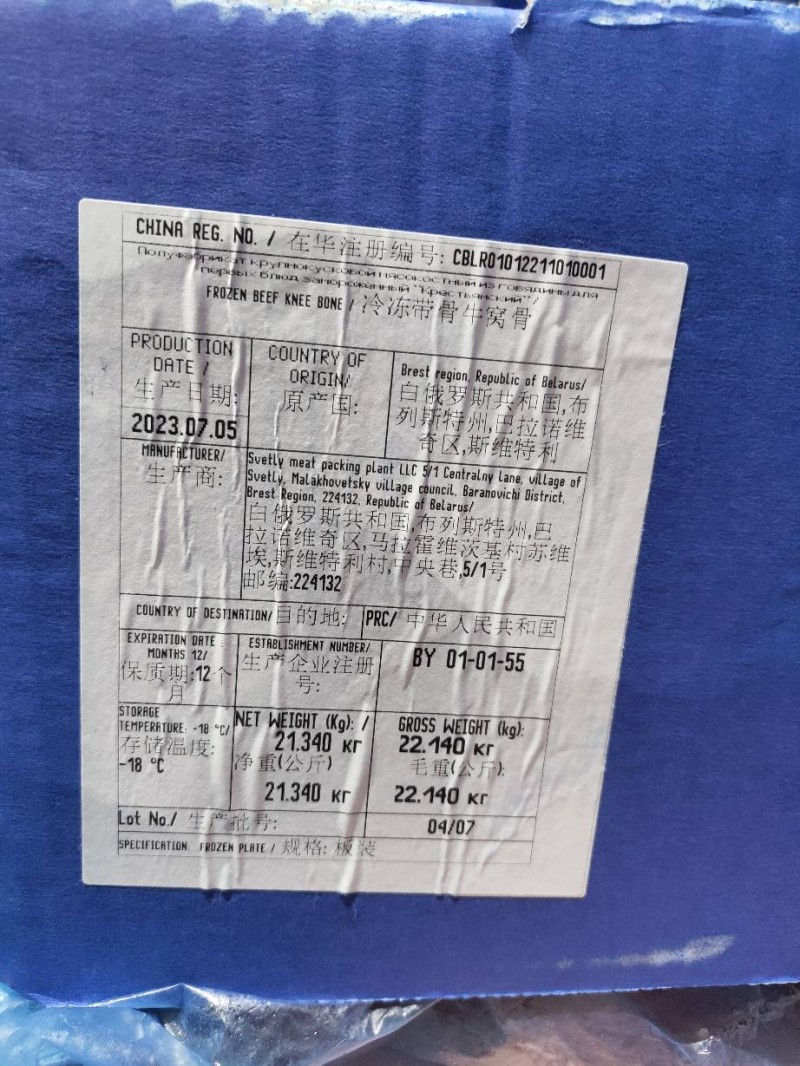 CHINA REG. NO. / 在华注册编号: CBLR01012211010001
Полуфабрикат крупнокусковой мясокостный из говядины для
первых блюд замороженный "Крестьянский" /
FROZEN BEEF KNEE BONE / 冷冻带骨牛窝骨
PRODUCTION
DATE /
生产日期:
2023.07.05
COUNTRY OF
ORIGIN/
原产国:
Brest region, Republic of Belarus/
白俄罗斯共和国,布
列斯特州,巴拉诺维
奇区,斯维特利
MANUFACTURER/
生产商:
Svetly meat packing plant LLC 5/1 Centralny lane, village of
Svetly, Malakhovetsky village council, Baranovichi District,
Brest Region, 224132, Republic of Belarus/
白俄罗斯共和国,布列斯特州,巴
拉诺维奇区,马拉霍维茨基村苏维
埃,斯维特利村,中央巷,5/1号
邮编:224132
COUNTRY OF DESTINATION/ 目的地:
PRC/ 中华人民共和国
EXPIRATION DATE
MONTHS 12/
保质期:12个
月
ESTABLISHMENT NUMBER/
生产企业注册
号:
BY 01-01-55
STORAGE
TEMPERATURE: -18 °C/
存储温度:
-18 °C
NET WEIGHT (Kg): /
21.340 кг
净重(公斤)
21.340 кг
GROSS WEIGHT (kg):
22.140 кг
毛重(公斤):
22.140 кг
Lot No./ 生产批号:
04/07
SPECIFICATION FROZEN PLATE / 规格: 板装